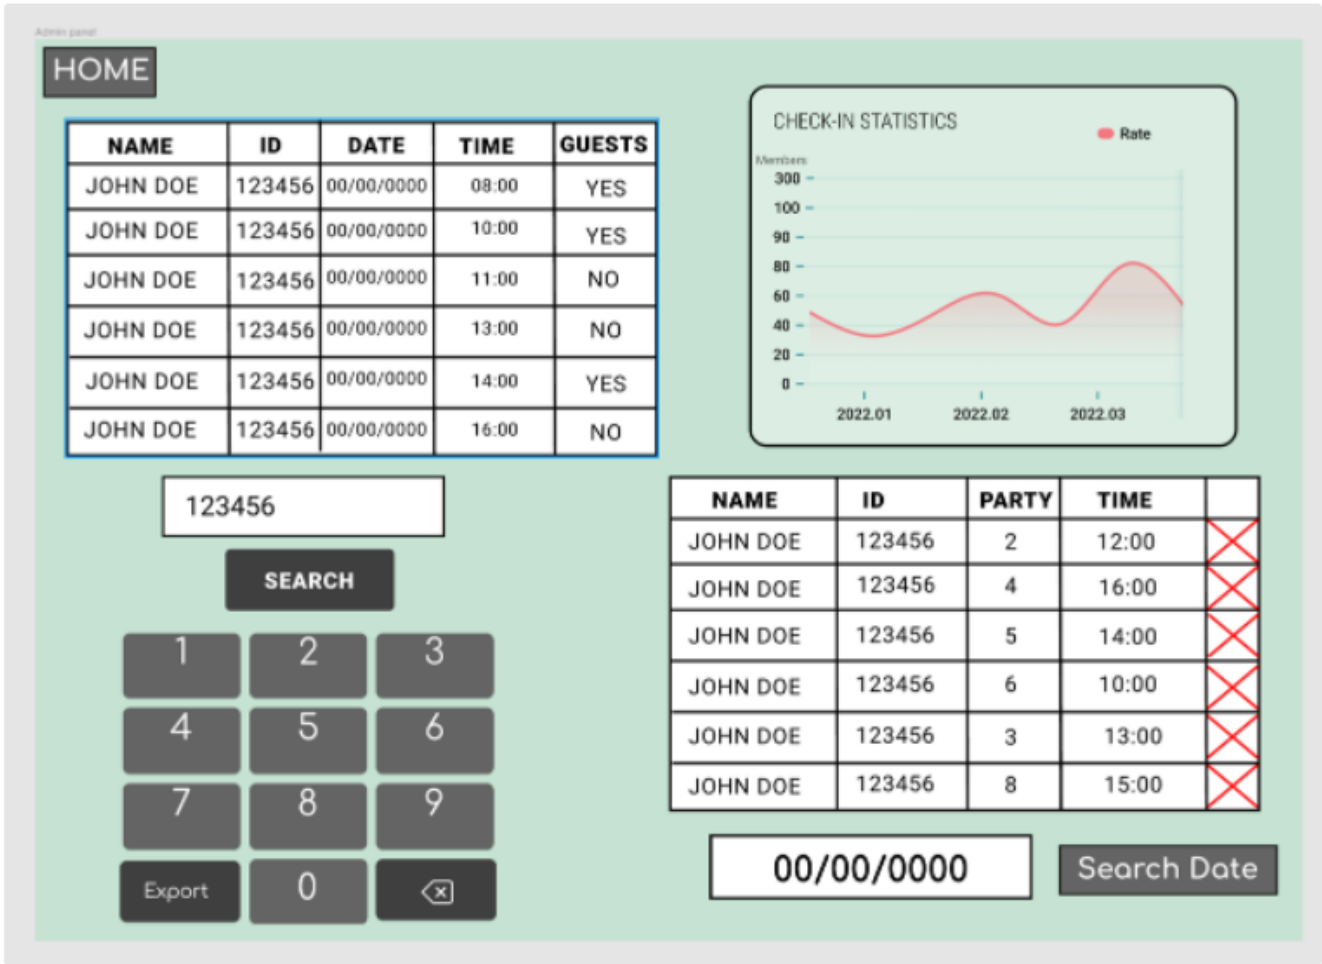 Admin panel
HOME
NAME ID DATE TIME GUESTS
JOHN DOE 123456 00/00/0000 08:00 YES
JOHN DOE 123456 00/00/0000 10:00 YES
JOHN DOE 123456 00/00/0000 11:00 NO
JOHN DOE 123456 00/00/0000 13:00 NO
JOHN DOE 123456 00/00/0000 14:00 YES
JOHN DOE 123456 00/00/0000 16:00 NO
CHECK-IN STATISTICS
Rate
Members
300
100
90
80
60
40
20
0
2022.01 2022.02 2022.03
123456
SEARCH
1 2 3
4 5 6
7 8 9
Export 0
NAME ID PARTY TIME
JOHN DOE 123456 2 12:00
JOHN DOE 123456 4 16:00
JOHN DOE 123456 5 14:00
JOHN DOE 123456 6 10:00
JOHN DOE 123456 3 13:00
JOHN DOE 123456 8 15:00
00/00/0000 Search Date